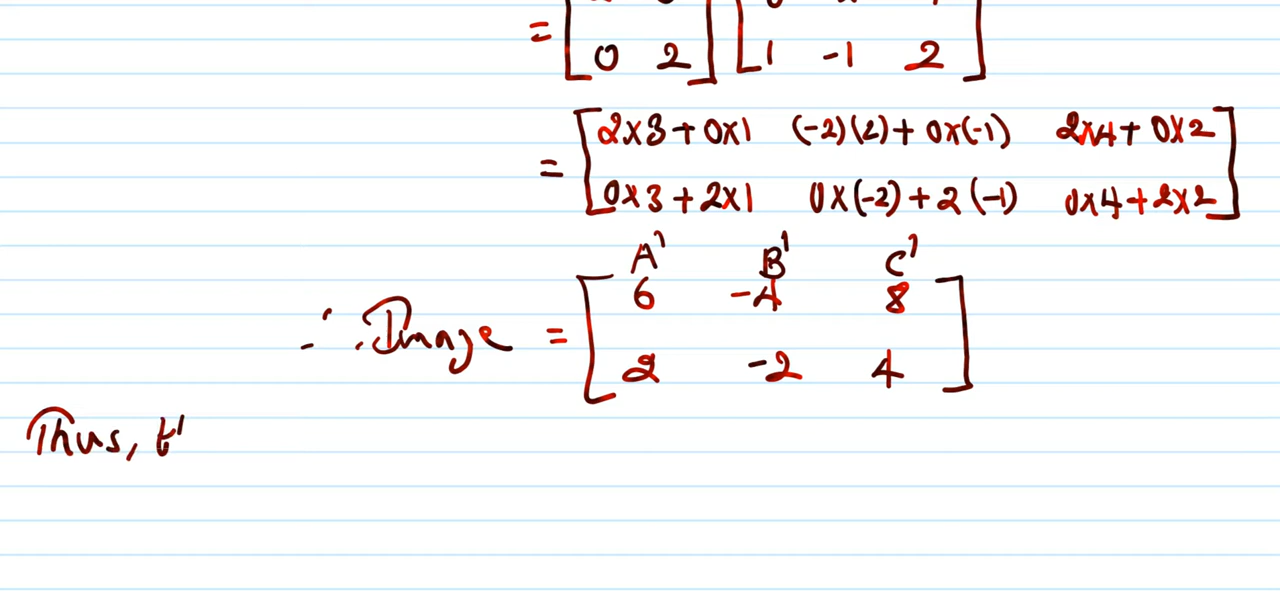 = [0 2] [1 -1 2]
= [2×3+0×1 (-2)(2)+0×(-1) 2×4+0×2
0×3+2×1 0×(-2)+2(-1) 0×4+2×2]
A' B' C'
6 -4 8
∴ Image = [ ]
2 -2 4
Thus, t'